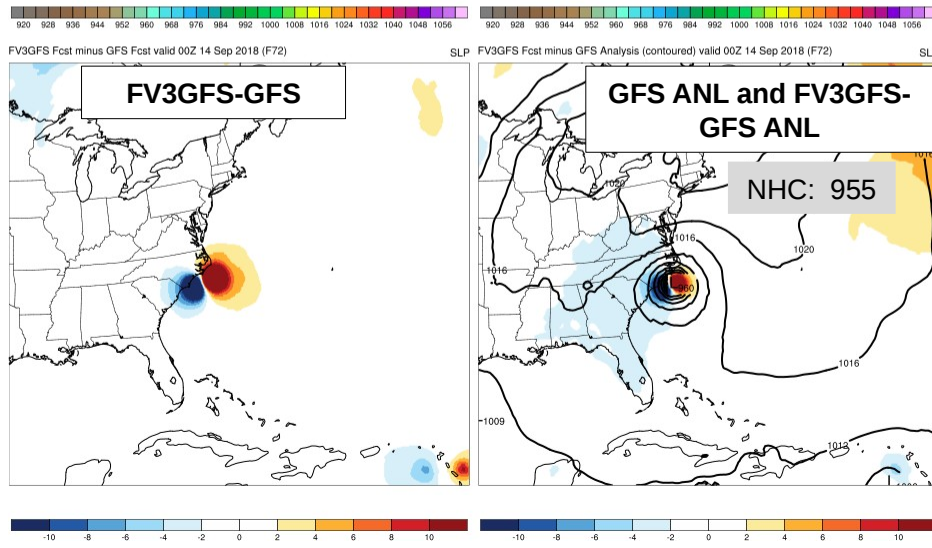 920 928 936 944 952 960 968 976 984 992 1000 1008 1016 1024 1032 1040 1048 1056
920 928 936 944 952 960 968 976 984 992 1000 1008 1016 1024 1032 1040 1048 1056
FV3GFS Fcst minus GFS Fcst valid 00Z 14 Sep 2018 (F72) SLP
FV3GFS Fcst minus GFS Analysis (contoured) valid 00Z 14 Sep 2018 (F72) SL
FV3GFS-GFS
GFS ANL and FV3GFS-
GFS ANL
NHC: 955
1020
1016
1020
1016
960
1016
1009
1012
-10 -8 -6 -4 -2 0 2 4 6 8 10
-10 -8 -6 -4 -2 0 2 4 6 8 10